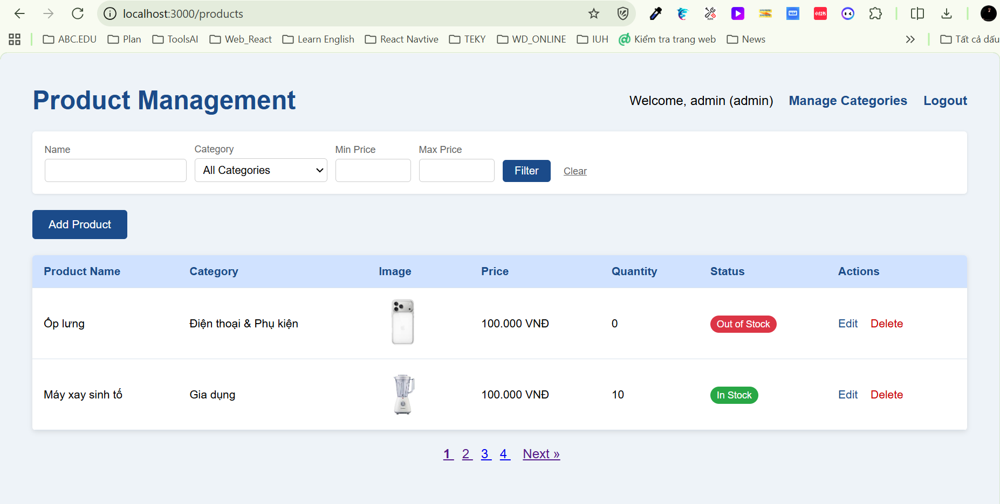 localhost:3000/products
ABC.EDU Plan ToolsAI Web_React Learn English React Navtive TEKY WD_ONLINE IUH Kiểm tra trang web News Tất cả dấu
Product Management
Welcome, admin (admin) Manage Categories Logout
Name Category Min Price Max Price
All Categories Filter Clear
Add Product
Product Name Category Image Price Quantity Status Actions
Ốp lưng Điện thoại & Phụ kiện 100.000 VNĐ 0 Out of Stock Edit Delete
Máy xay sinh tố Gia dụng 100.000 VNĐ 10 In Stock Edit Delete
1 2 3 4 Next »